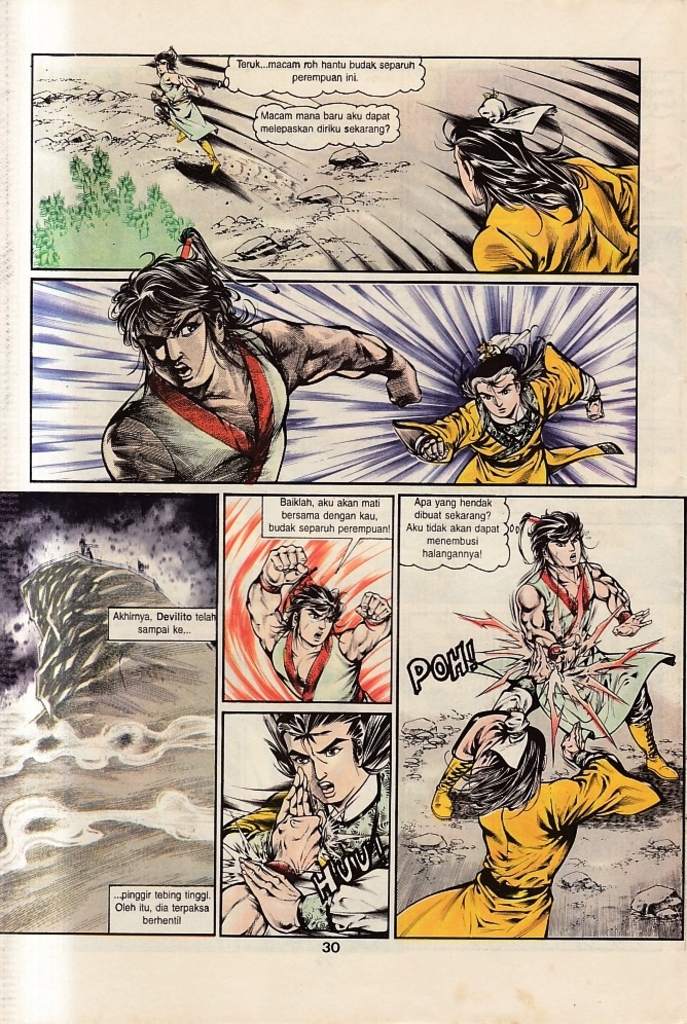 Teruk...macam roh hantu budak separuh
perempuan ini.
Macam mana baru aku dapat
melepaskan diriku sekarang?
Akhirnya, Devilito telah
sampai ke,..
...pinggir tebing tinggi.
Oleh itu, dia terpaksa
berhenti!
Baiklah, aku akan mati
bersama dengan kau,
budak separuh perempuan!
HUUU!
Apa yang hendak
dibuat sekarang?
Aku tidak akan dapat
menembusi
halangannya!
POH!
30